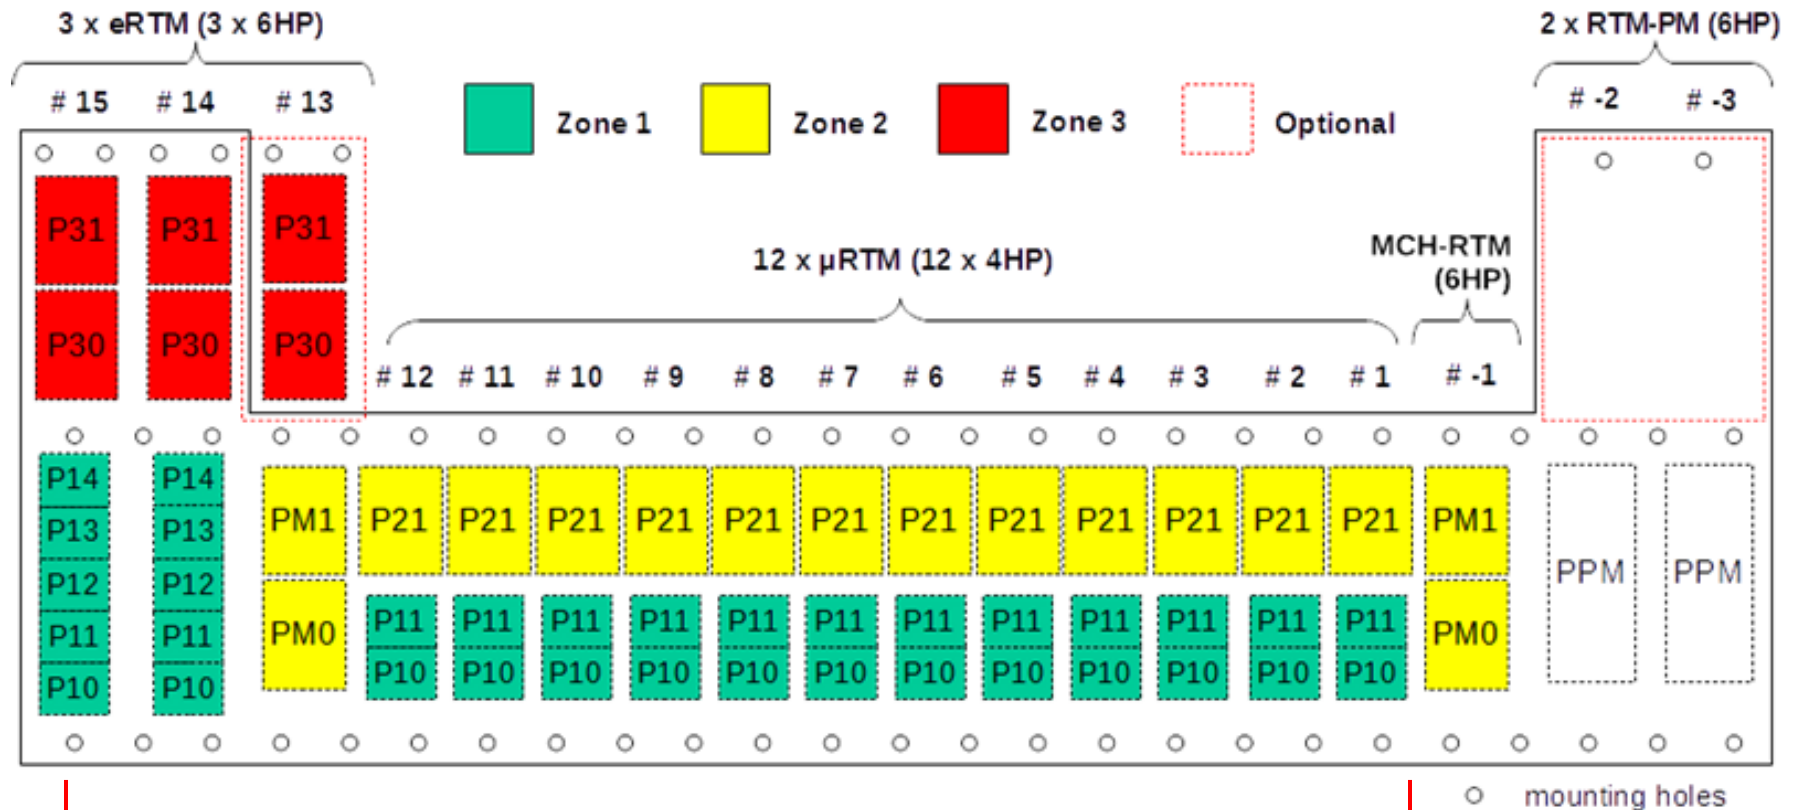 3 x eRTM (3 x 6HP)
2 x RTM-PM (6HP)
# 15 # 14 # 13
# -2 # -3
Zone 1 Zone 2 Zone 3 Optional
P31 P31 P31
12 x µRTM (12 x 4HP)
MCH-RTM
(6HP)
P30 P30 P30
# 12 # 11 # 10 # 9 # 8 # 7 # 6 # 5 # 4 # 3 # 2 # 1 # -1
P14 P14
P13 P13 PM1 P21 P21 P21 P21 P21 P21 P21 P21 P21 P21 P21 P21 PM1
P12 P12 PPM PPM
P11 P11 PM0 P11 P11 P11 P11 P11 P11 P11 P11 P11 P11 P11 P11 PM0
P10 P10 P10 P10 P10 P10 P10 P10 P10 P10 P10 P10 P10 P10
mounting holes